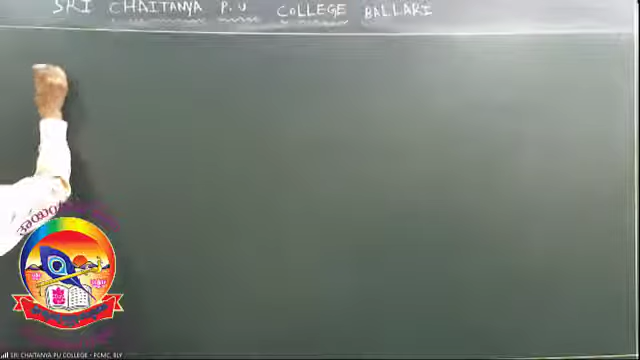 SRI CHAITANYA P.U COLLEGE BALLARI
SRI CHAITANYA PU COLLEGE - PCMC, BLY